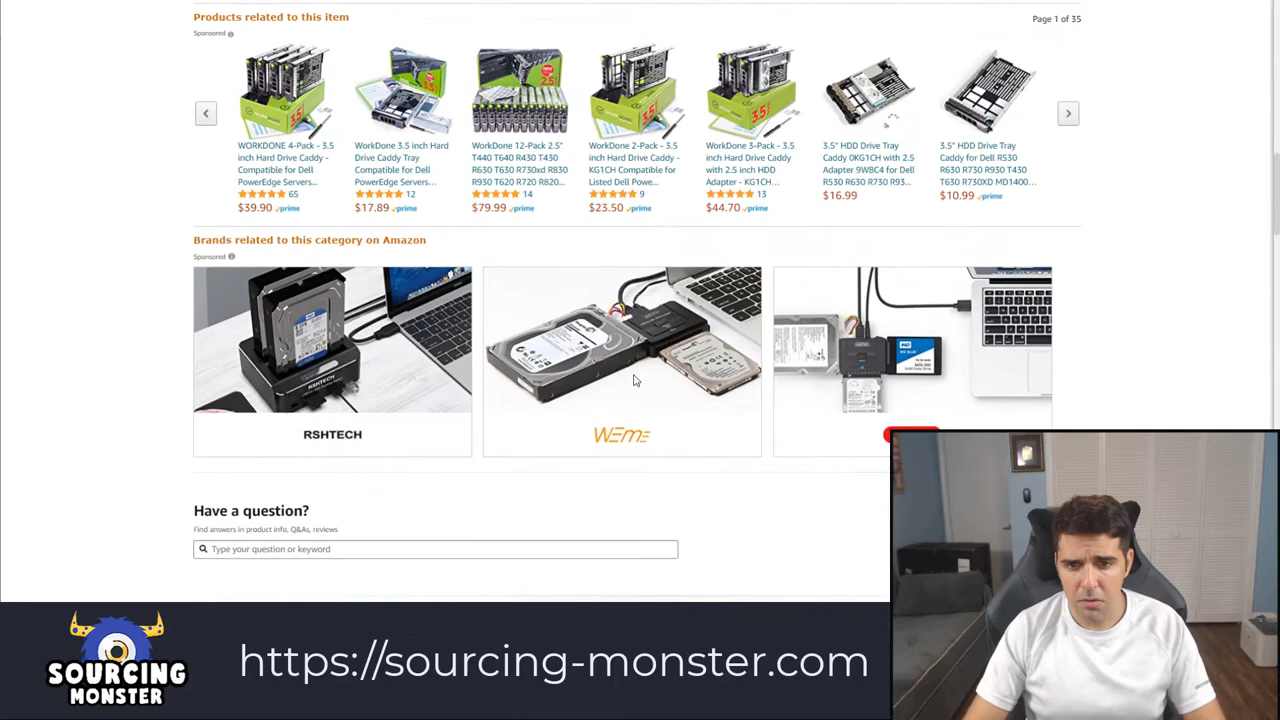 Products related to this item
Page 1 of 35
Sponsored
WORKDONE 4-Pack - 3.5
inch Hard Drive Caddy -
Compatible for Dell
PowerEdge Servers...
65
$39.90 prime
WorkDone 3.5 inch Hard
Drive Caddy Tray
Compatible for Dell
PowerEdge Servers...
12
$17.89 prime
WorkDone 12-Pack 2.5"
T440 T640 R430 T430
R630 T630 R730xd R830
R930 T620 R720 R820...
14
$79.99 prime
WorkDone 2-Pack - 3.5
inch Hard Drive Caddy -
KG1CH Compatible for
Listed Dell Powe...
9
$23.50 prime
WorkDone 3-Pack - 3.5
inch Hard Drive Caddy
with 2.5 inch HDD
Adapter - KG1CH...
13
$44.70 prime
3.5" HDD Drive Tray
Caddy 0KG1CH with 2.5
Adapter 9W8C4 for Dell
R530 R630 R730 R93...
$16.99
3.5" HDD Drive Tray
Caddy for Dell R530
R630 R730 R930 T430
T630 R730XD MD1400...
$10.99 prime
Brands related to this category on Amazon
Sponsored
RSHTECH
RSHTECH
WEme
Have a question?
Find answers in product info, Q&As, reviews
Type your question or keyword
SOURCING
MONSTER
https://sourcing-monster.com